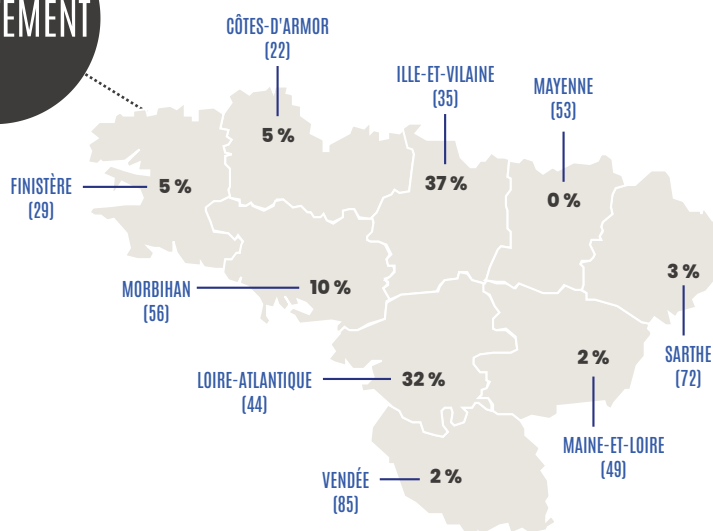 CÔTES-D'ARMOR
(22)
5 %
ILLE-ET-VILAINE
(35)
37 %
MAYENNE
(53)
0 %
FINISTÈRE
(29)
5 %
MORBIHAN
(56)
10 %
3 %
SARTHE
(72)
LOIRE-ATLANTIQUE
(44)
32 %
2 %
MAINE-ET-LOIRE
(49)
VENDÉE
(85)
2 %